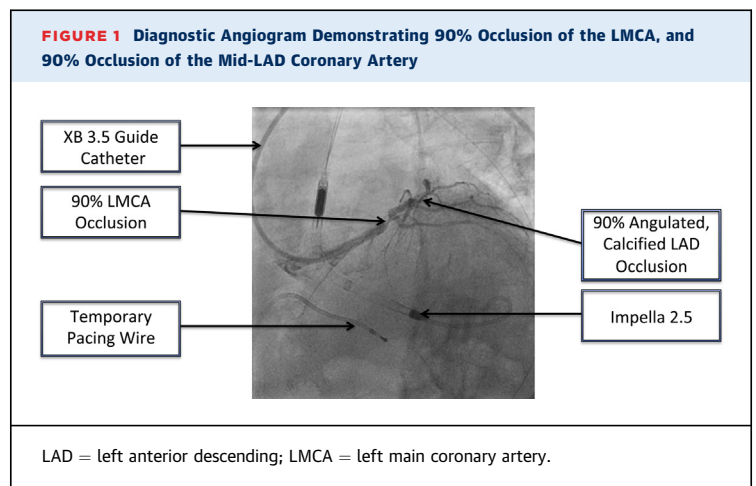 FIGURE 1 Diagnostic Angiogram Demonstrating 90% Occlusion of the LMCA, and
90% Occlusion of the Mid-LAD Coronary Artery
XB 3.5 Guide
Catheter
90% LMCA
Occlusion
Temporary
Pacing Wire
90% Angulated,
Calcified LAD
Occlusion
Impella 2.5
LAD = left anterior descending; LMCA = left main coronary artery.